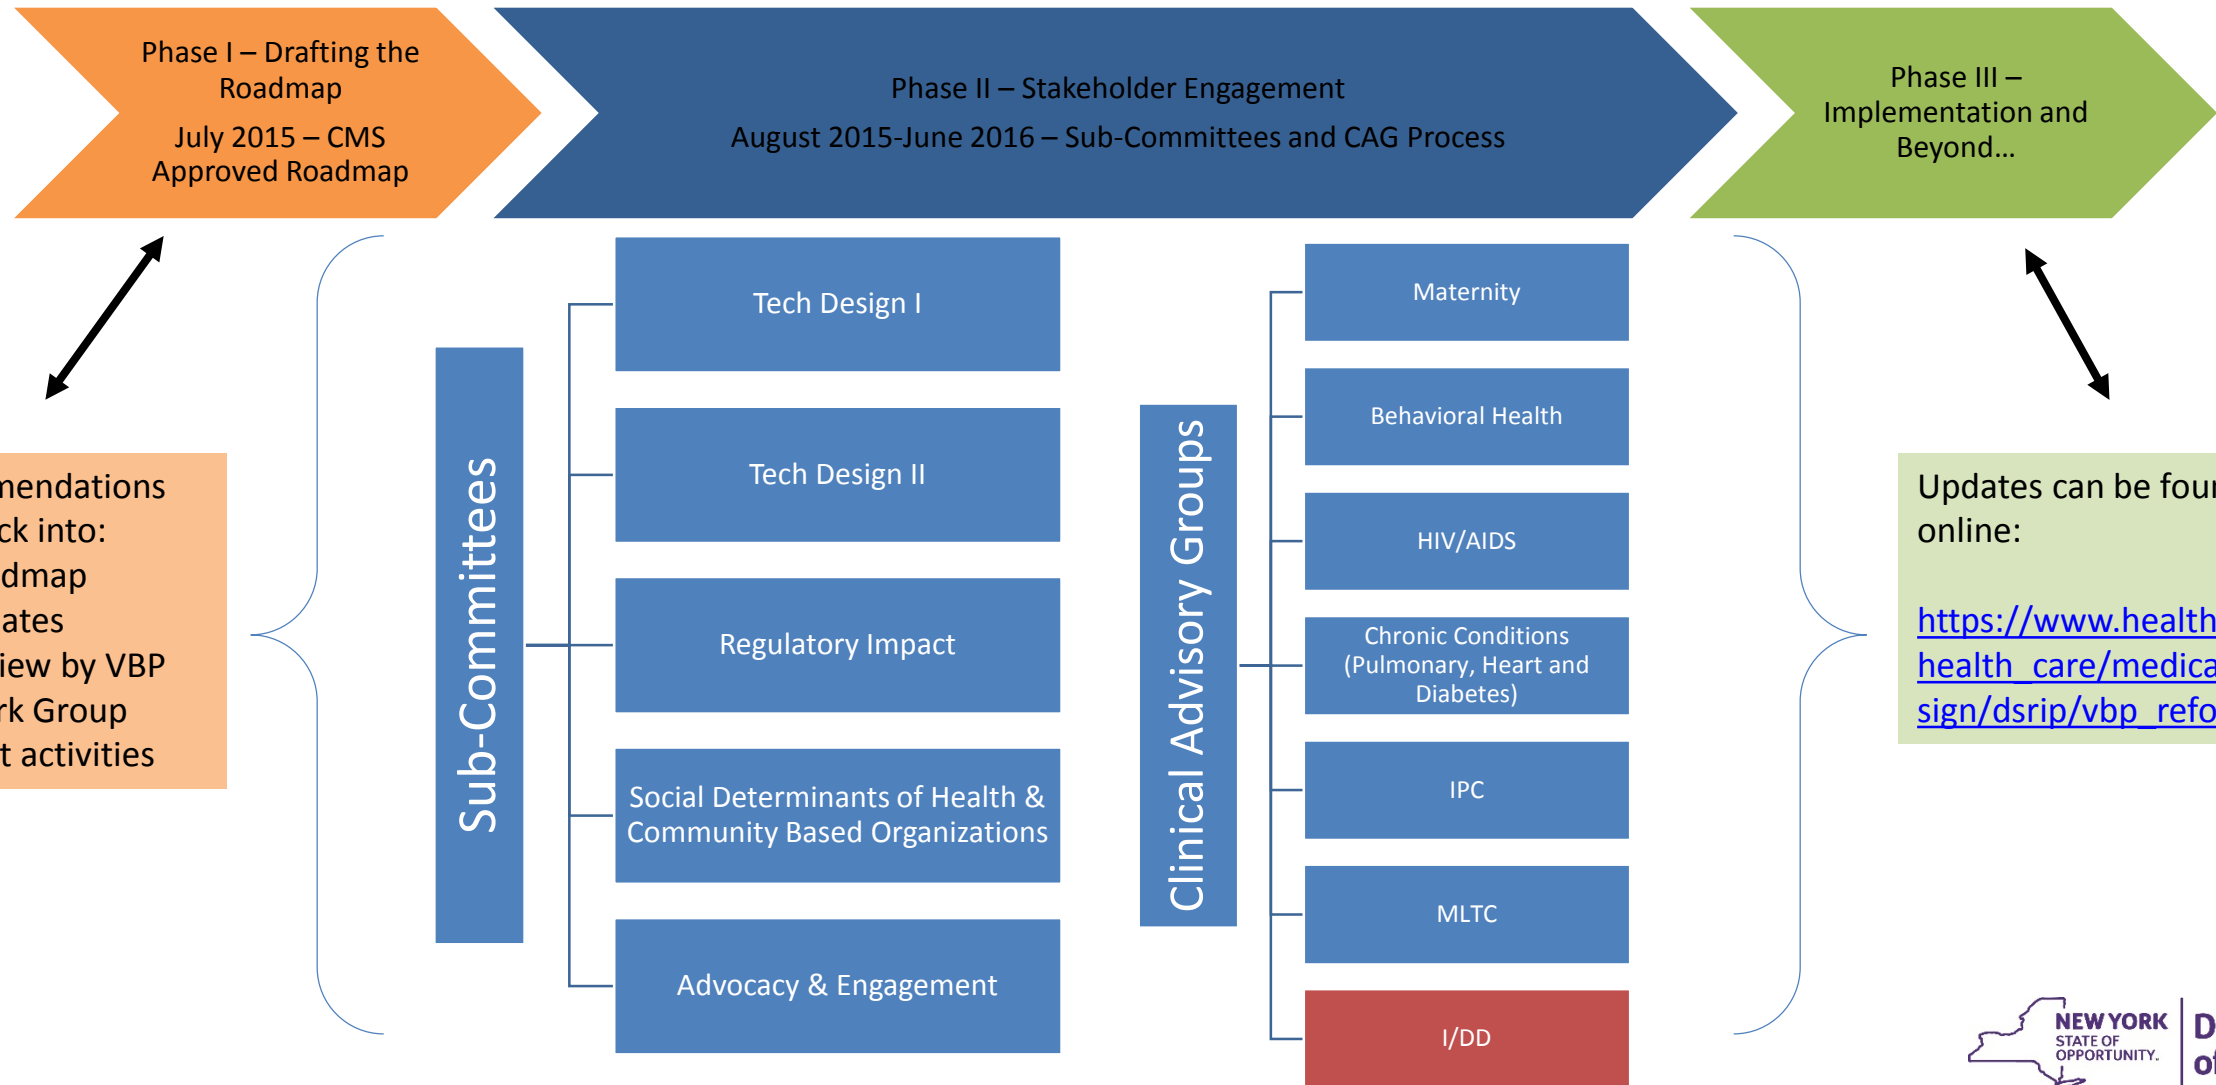 Phase I – Drafting the
Roadmap
July 2015 – CMS
Approved Roadmap
Phase II – Stakeholder Engagement
August 2015-June 2016 – Sub-Committees and CAG Process
Phase III –
Implementation and
Beyond...
mendations
ck into:
dmap
ates
view by VBP
rk Group
t activities
Sub-Committees
Tech Design I
Tech Design II
Regulatory Impact
Social Determinants of Health &
Community Based Organizations
Advocacy & Engagement
Clinical Advisory Groups
Maternity
Behavioral Health
HIV/AIDS
Chronic Conditions
(Pulmonary, Heart and
Diabetes)
IPC
MLTC
I/DD
Updates can be four
online:
https://www.health
health_care/medica
sign/dsrip/vbp_refo
NEW YORK
STATE OF
OPPORTUNITY.
D
of